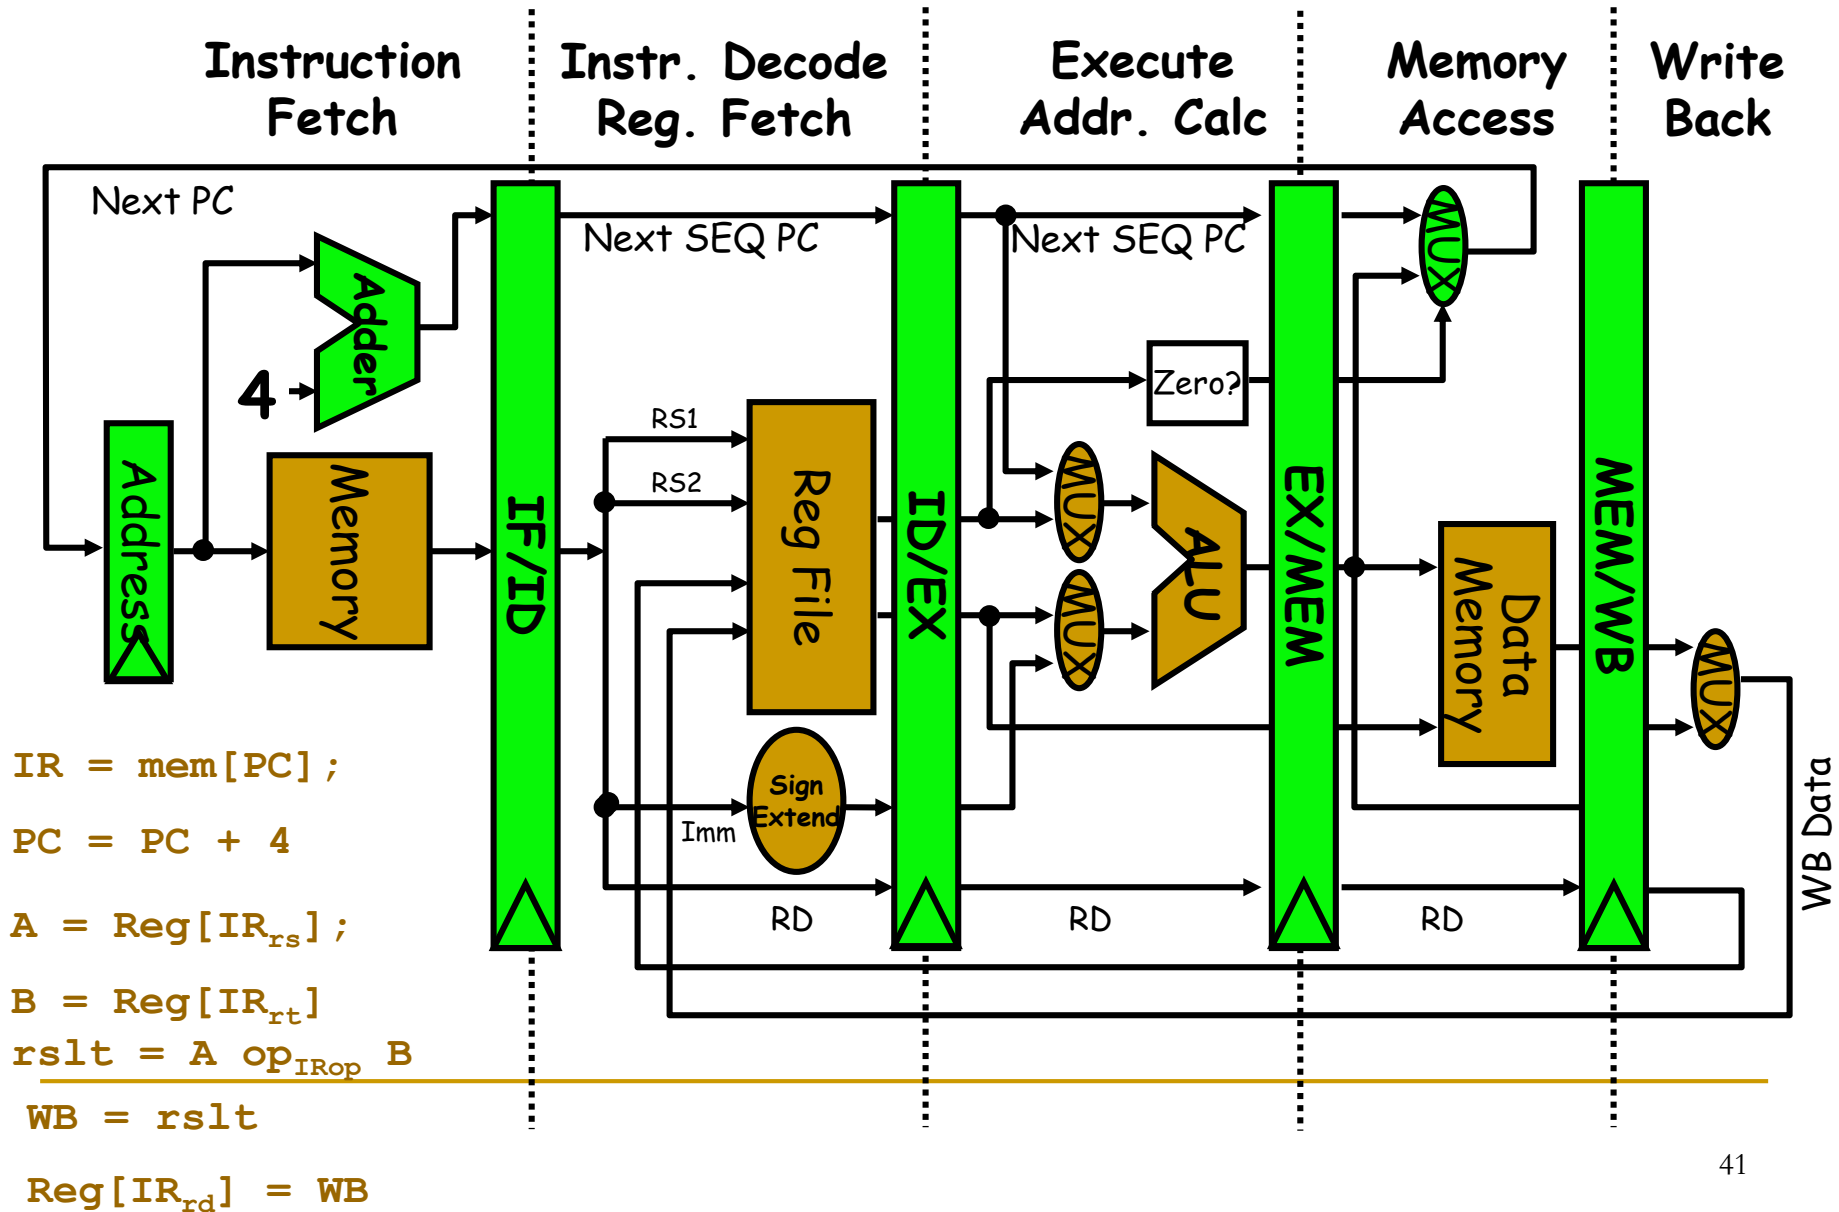 Instruction
Fetch
Instr. Decode
Reg. Fetch
Execute
Addr. Calc
Memory
Access
Write
Back
Next PC
Next SEQ PC
Next SEQ PC
MUX
Adder
4
Zero?
RS1
RS2
Address
Memory
IF/ID
Reg File
ID/EX
MUX
MUX
ALU
EX/MEM
Data
Memory
MEM/WB
MUX
Sign
Extend
Imm
RD
RD
RD
WB Data
IR = mem[PC];
PC = PC + 4
A = Reg[IRrs];
B = Reg[IRrt]
rslt = A opIRop B
WB = rslt
Reg[IRrd] = WB
41